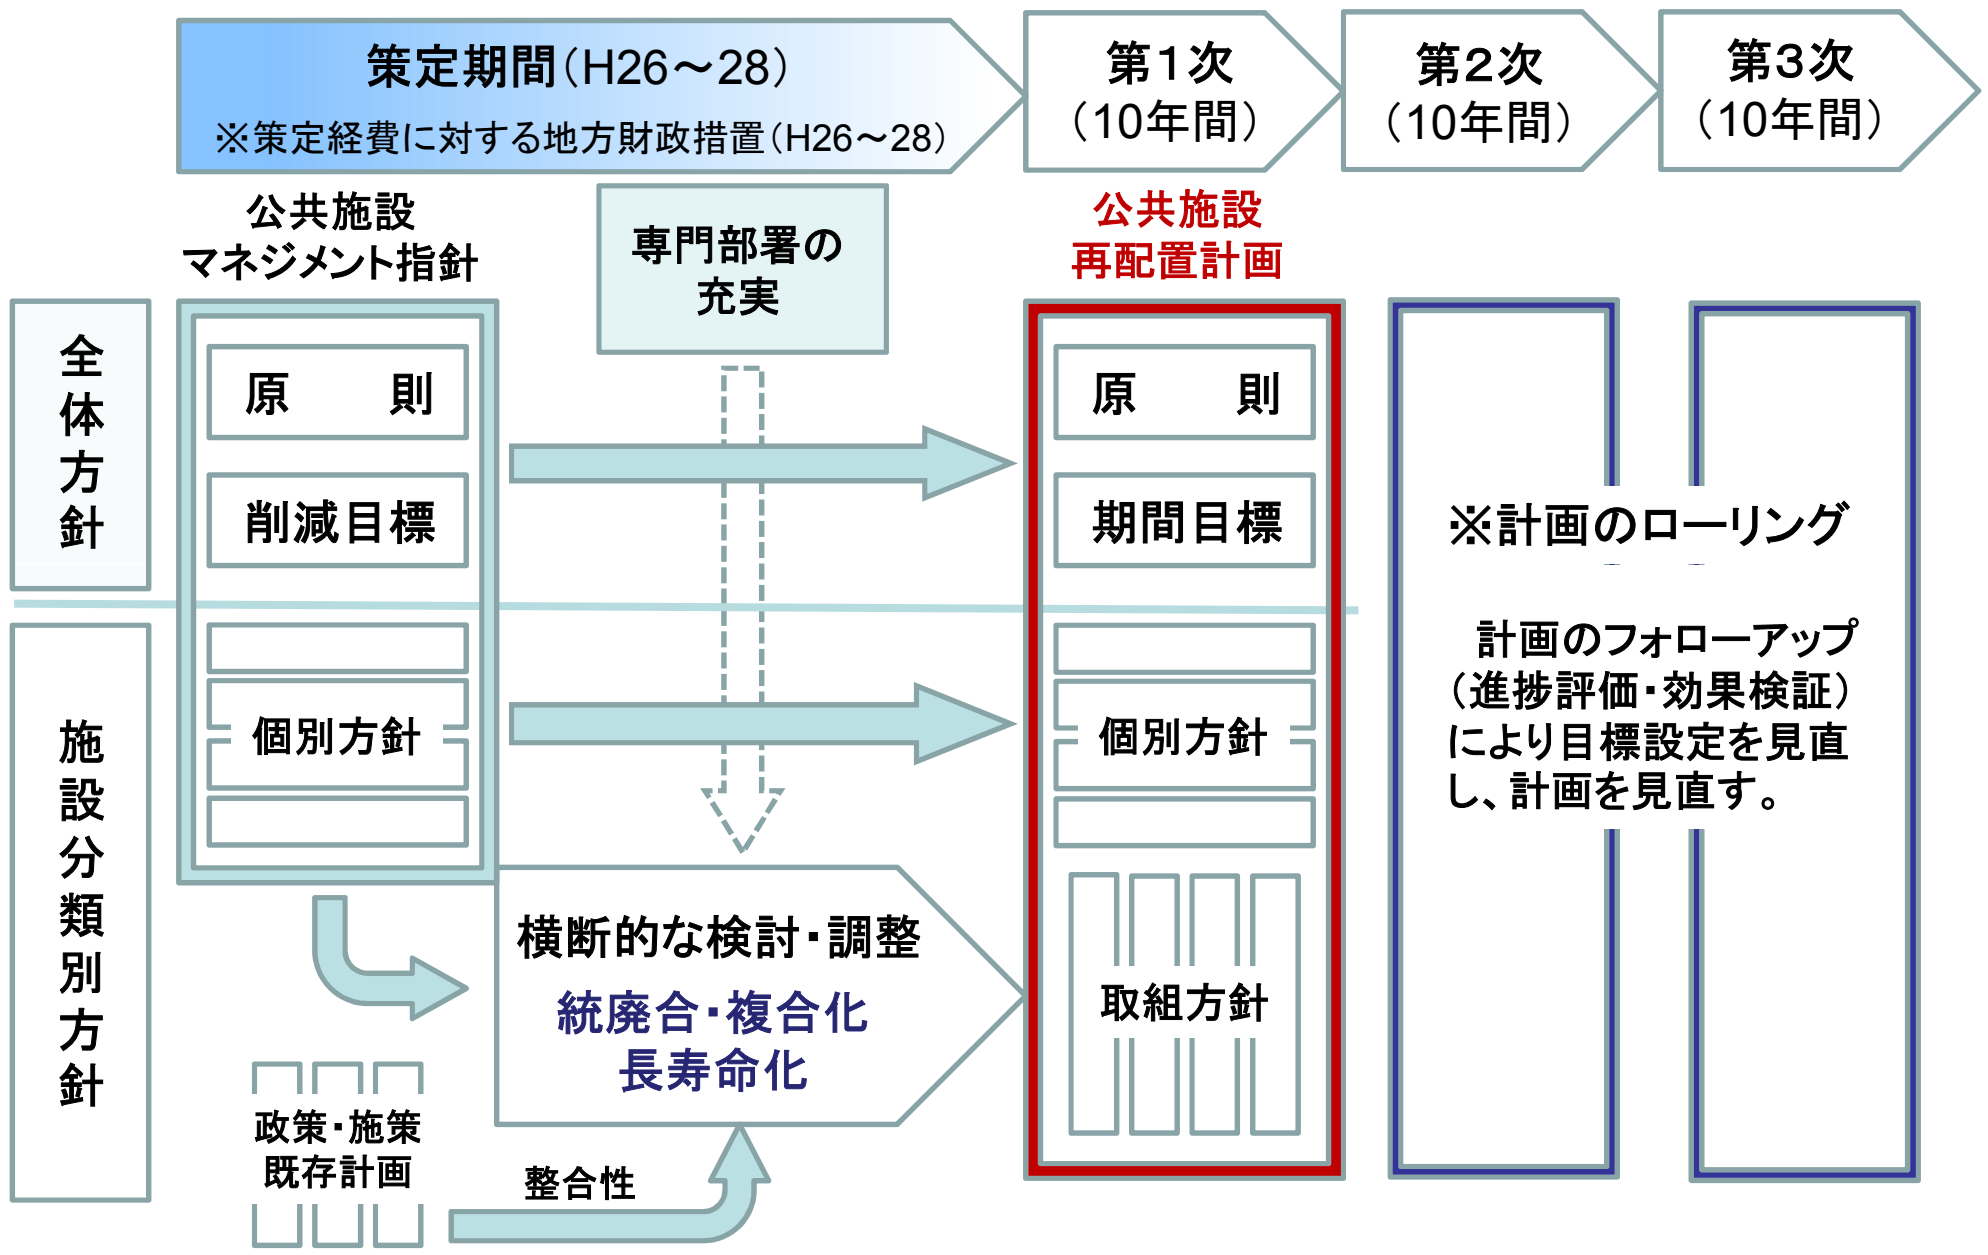 策定期間（H26～28）
※策定経費に対する地方財政措置（H26～28）
第１次
（10年間）
第２次
（10年間）
第３次
（10年間）
公共施設
マネジメント指針
専門部署の
充実
公共施設
再配置計画
全体方針
原　則
削減目標
原　則
期間目標
※計画のローリング
計画のフォローアップ
（進捗評価・効果検証）
により目標設定を見直
し、計画を見直す。
施設分類別方針
個別方針
個別方針
横断的な検討・調整
統廃合・複合化
長寿命化
取組方針
政策・施策
既存計画
整合性